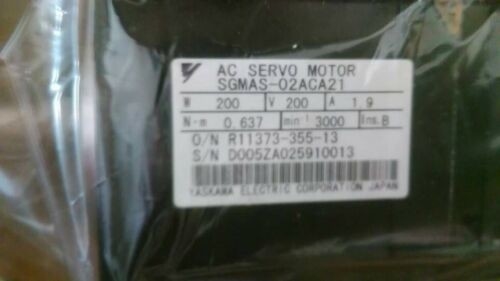 AC SERVO MOTOR
SGMAS-02ACA21
W 200 V 200 A 1.9
N-m 0.637 min-1 3000 Ins.B
O/N R11373-355-13
S/N D005ZA025910013
YASKAWA ELECTRIC CORPORATION JAPAN